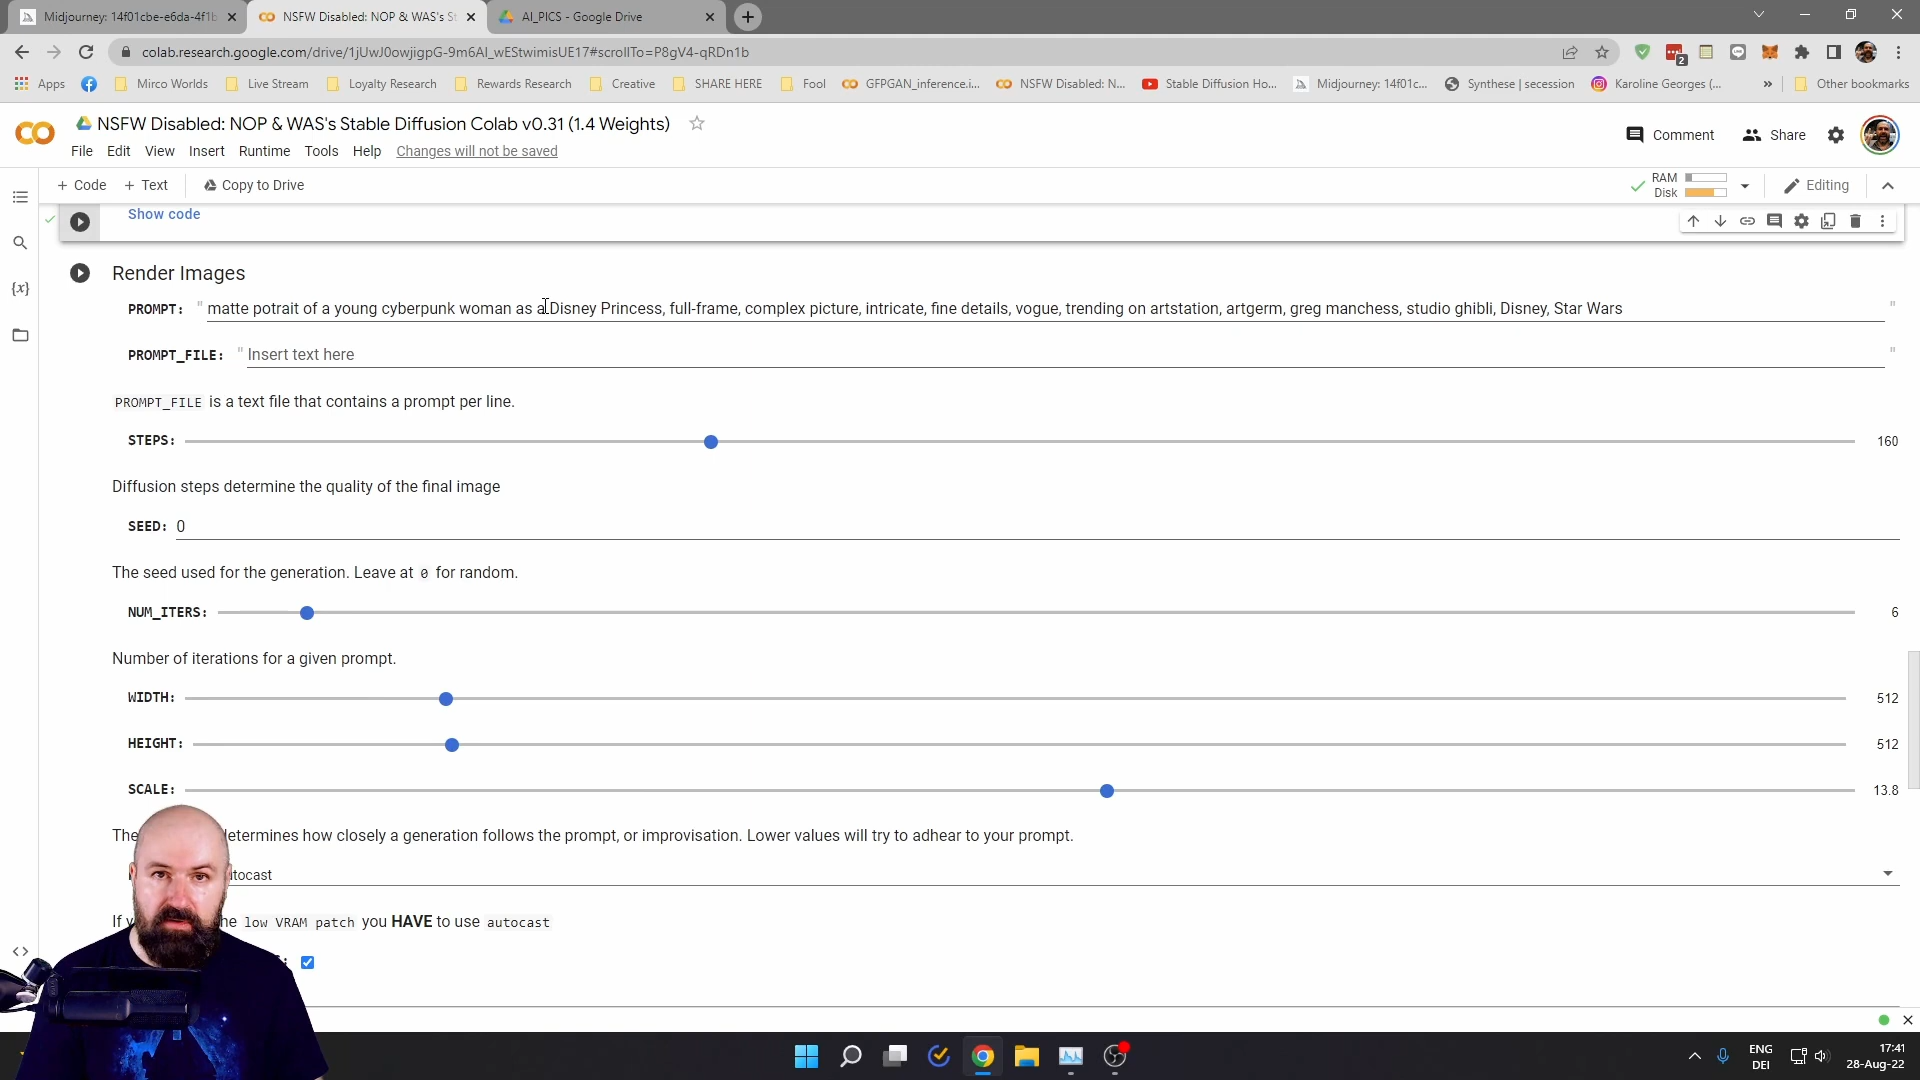 Midjourney: 14f01cbe-e6da-4f1b
NSFW Disabled: NOP & WAS's St
AI_PICS - Google Drive
colab.research.google.com/drive/1jUwJ0owjigpG-9m6AI_wEStwimisUE17#scrollTo=P8gV4-qRDn1b
Apps
Mirco Worlds
Live Stream
Loyalty Research
Rewards Research
Creative
SHARE HERE
Fool
GFPGAN_inference.i...
NSFW Disabled: N...
Stable Diffusion Ho...
Midjourney: 14f01c...
Synthese | secession
Karoline Georges (...
»
Other bookmarks
NSFW Disabled: NOP & WAS's Stable Diffusion Colab v0.31 (1.4 Weights)
Comment
Share
File Edit View Insert Runtime Tools Help Changes will not be saved
+ Code + Text Copy to Drive
RAM
Disk
Editing
Show code
Render Images
PROMPT: " matte potrait of a young cyberpunk woman as a Disney Princess, full-frame, complex picture, intricate, fine details, vogue, trending on artstation, artgerm, greg manchess, studio ghibli, Disney, Star Wars "
PROMPT_FILE: " Insert text here "
PROMPT_FILE is a text file that contains a prompt per line.
STEPS: 160
Diffusion steps determine the quality of the final image
SEED: 0
The seed used for the generation. Leave at 0 for random.
NUM_ITERS: 6
Number of iterations for a given prompt.
WIDTH: 512
HEIGHT: 512
SCALE: 13.8
The determines how closely a generation follows the prompt, or improvisation. Lower values will try to adhear to your prompt.
utocast
If y he low VRAM patch you HAVE to use autocast
ENG
DEI
17:41
28-Aug-22